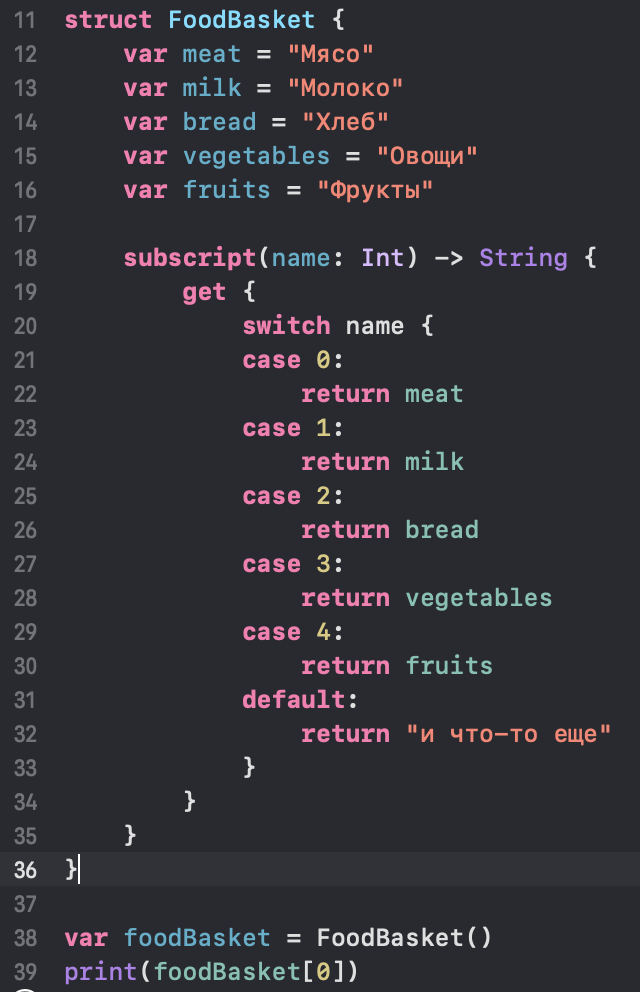 11 struct FoodBasket {
12     var meat = "Мясо"
13     var milk = "Молоко"
14     var bread = "Хлеб"
15     var vegetables = "Овощи"
16     var fruits = "Фрукты"
17
18     subscript(name: Int) -> String {
19         get {
20             switch name {
21             case 0:
22                 return meat
23             case 1:
24                 return milk
25             case 2:
26                 return bread
27             case 3:
28                 return vegetables
29             case 4:
30                 return fruits
31             default:
32                 return "и что-то еще"
33             }
34         }
35     }
36 }
37
38 var foodBasket = FoodBasket()
39 print(foodBasket[0])